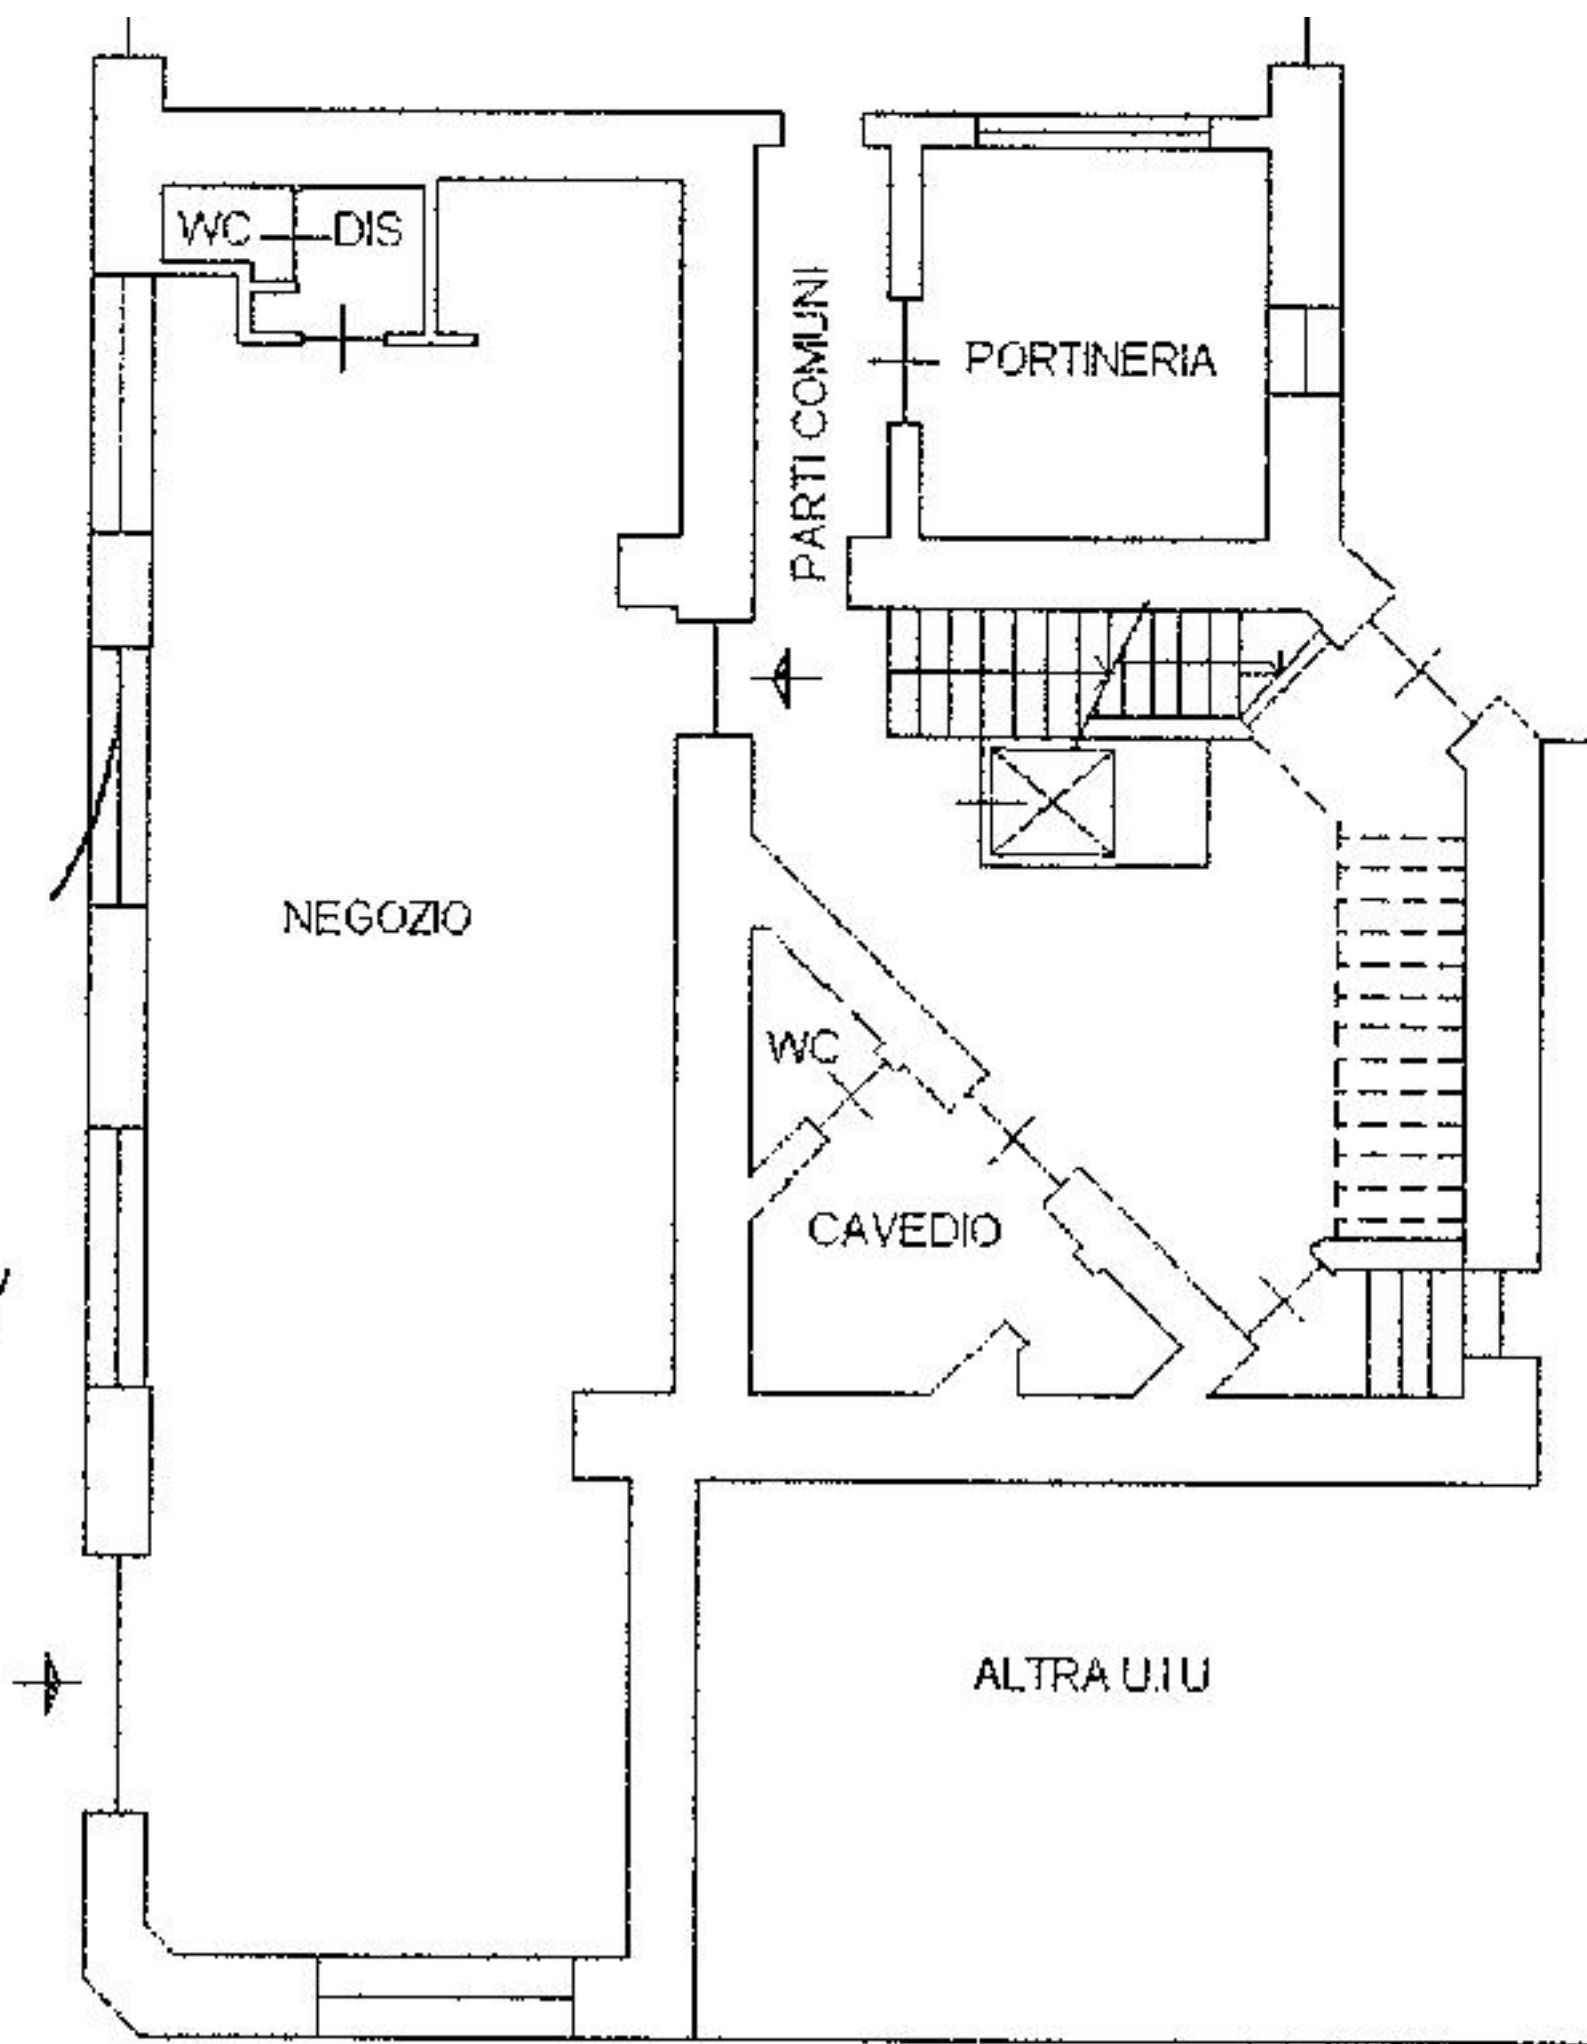 WC
DIS
PARTI COMUNI
PORTINERIA
NEGOZIO
WC
CAVEDIO
ALTRA U.I U